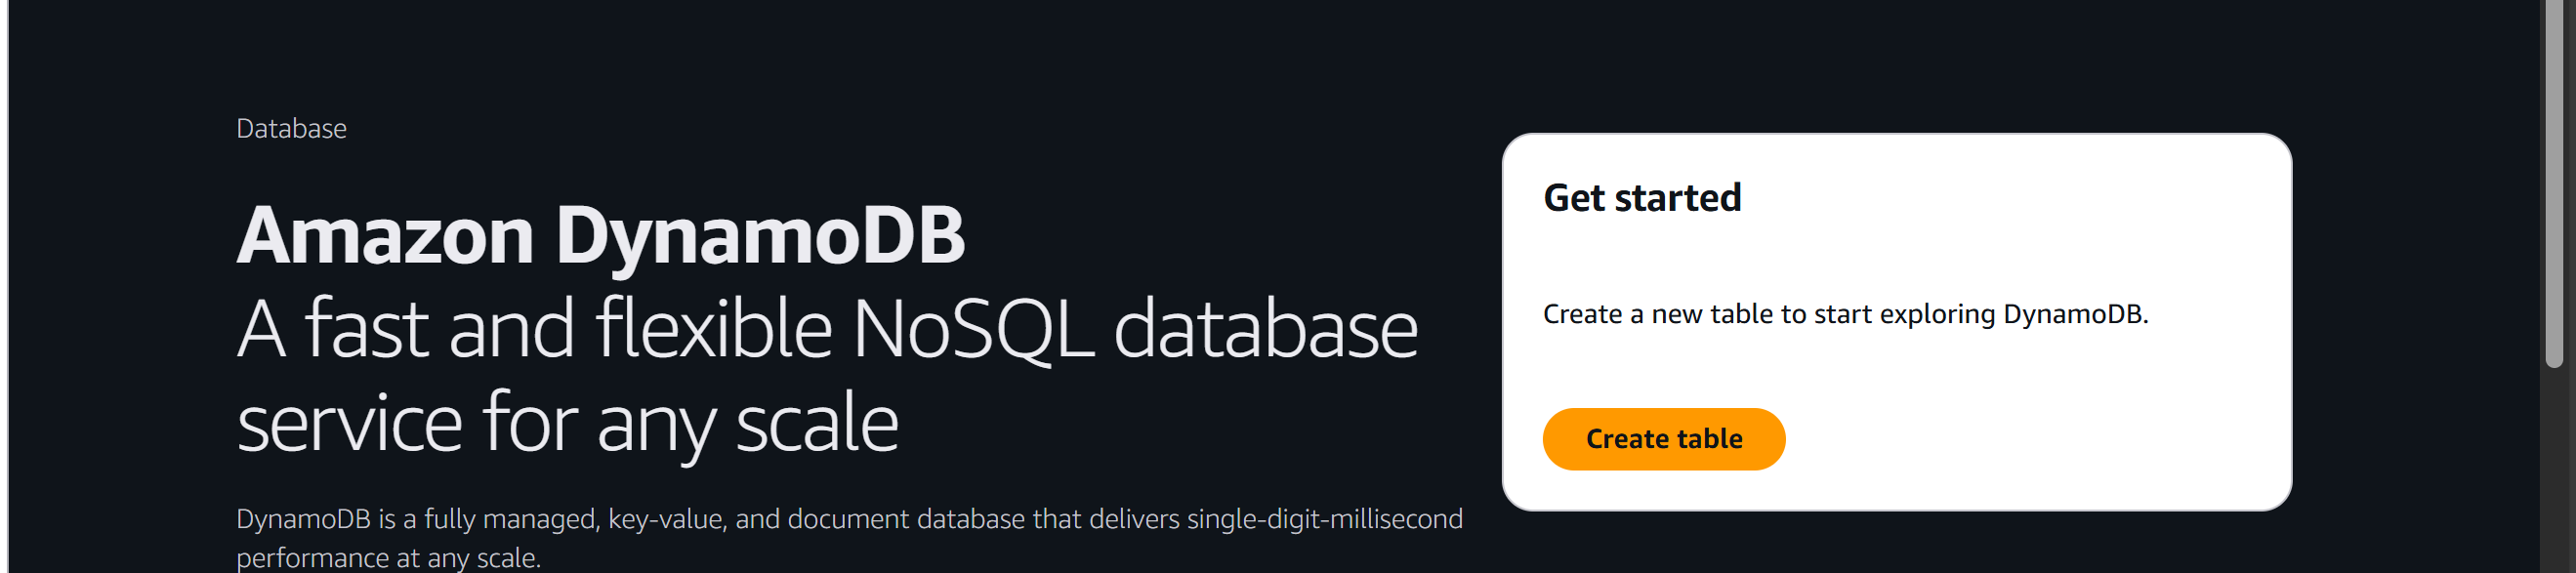 Database
Amazon DynamoDB
A fast and flexible NoSQL database
service for any scale
DynamoDB is a fully managed, key-value, and document database that delivers single-digit-millisecond
performance at any scale.
Get started
Create a new table to start exploring DynamoDB.
Create table